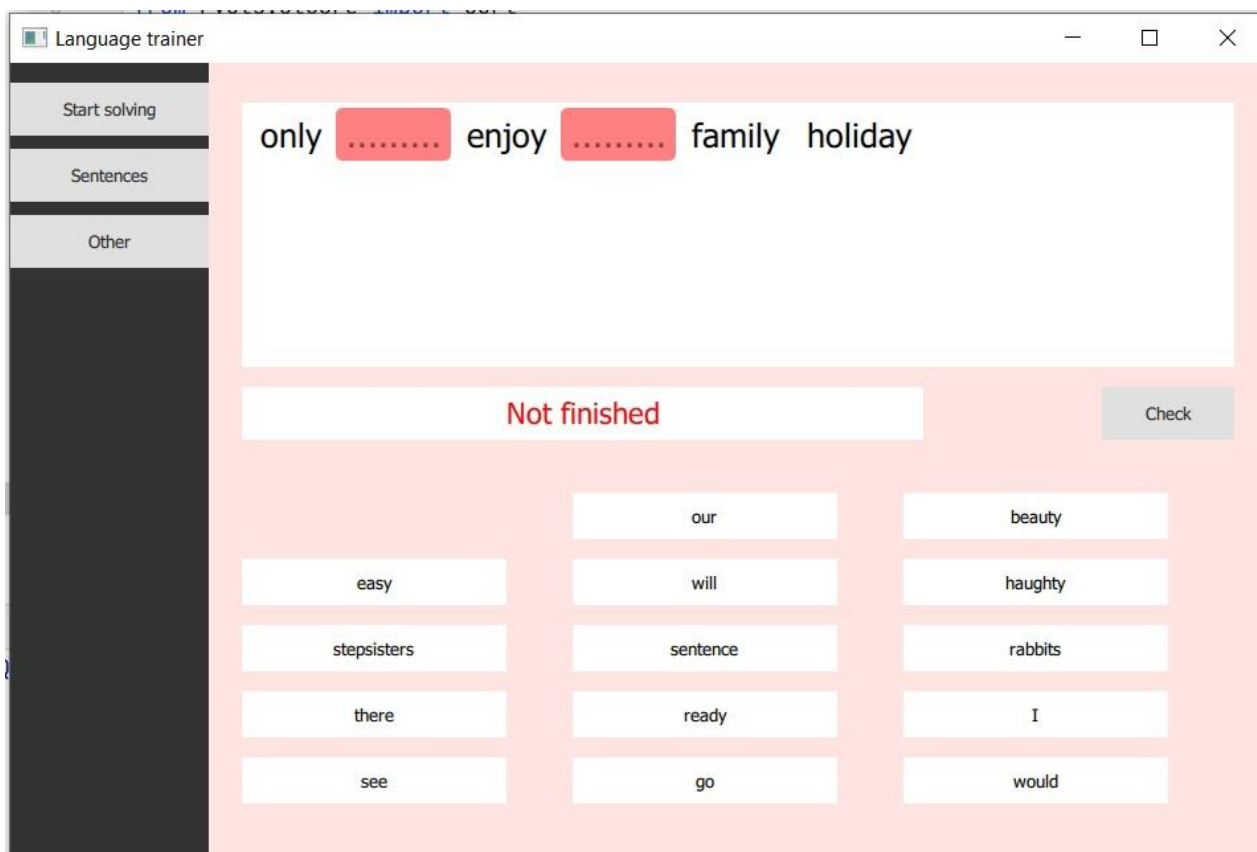 Language trainer
Start solving
Sentences
Other
only ......... enjoy ......... family holiday
Not finished
Check
our beauty
easy will haughty
stepsisters sentence rabbits
there ready I
see go would